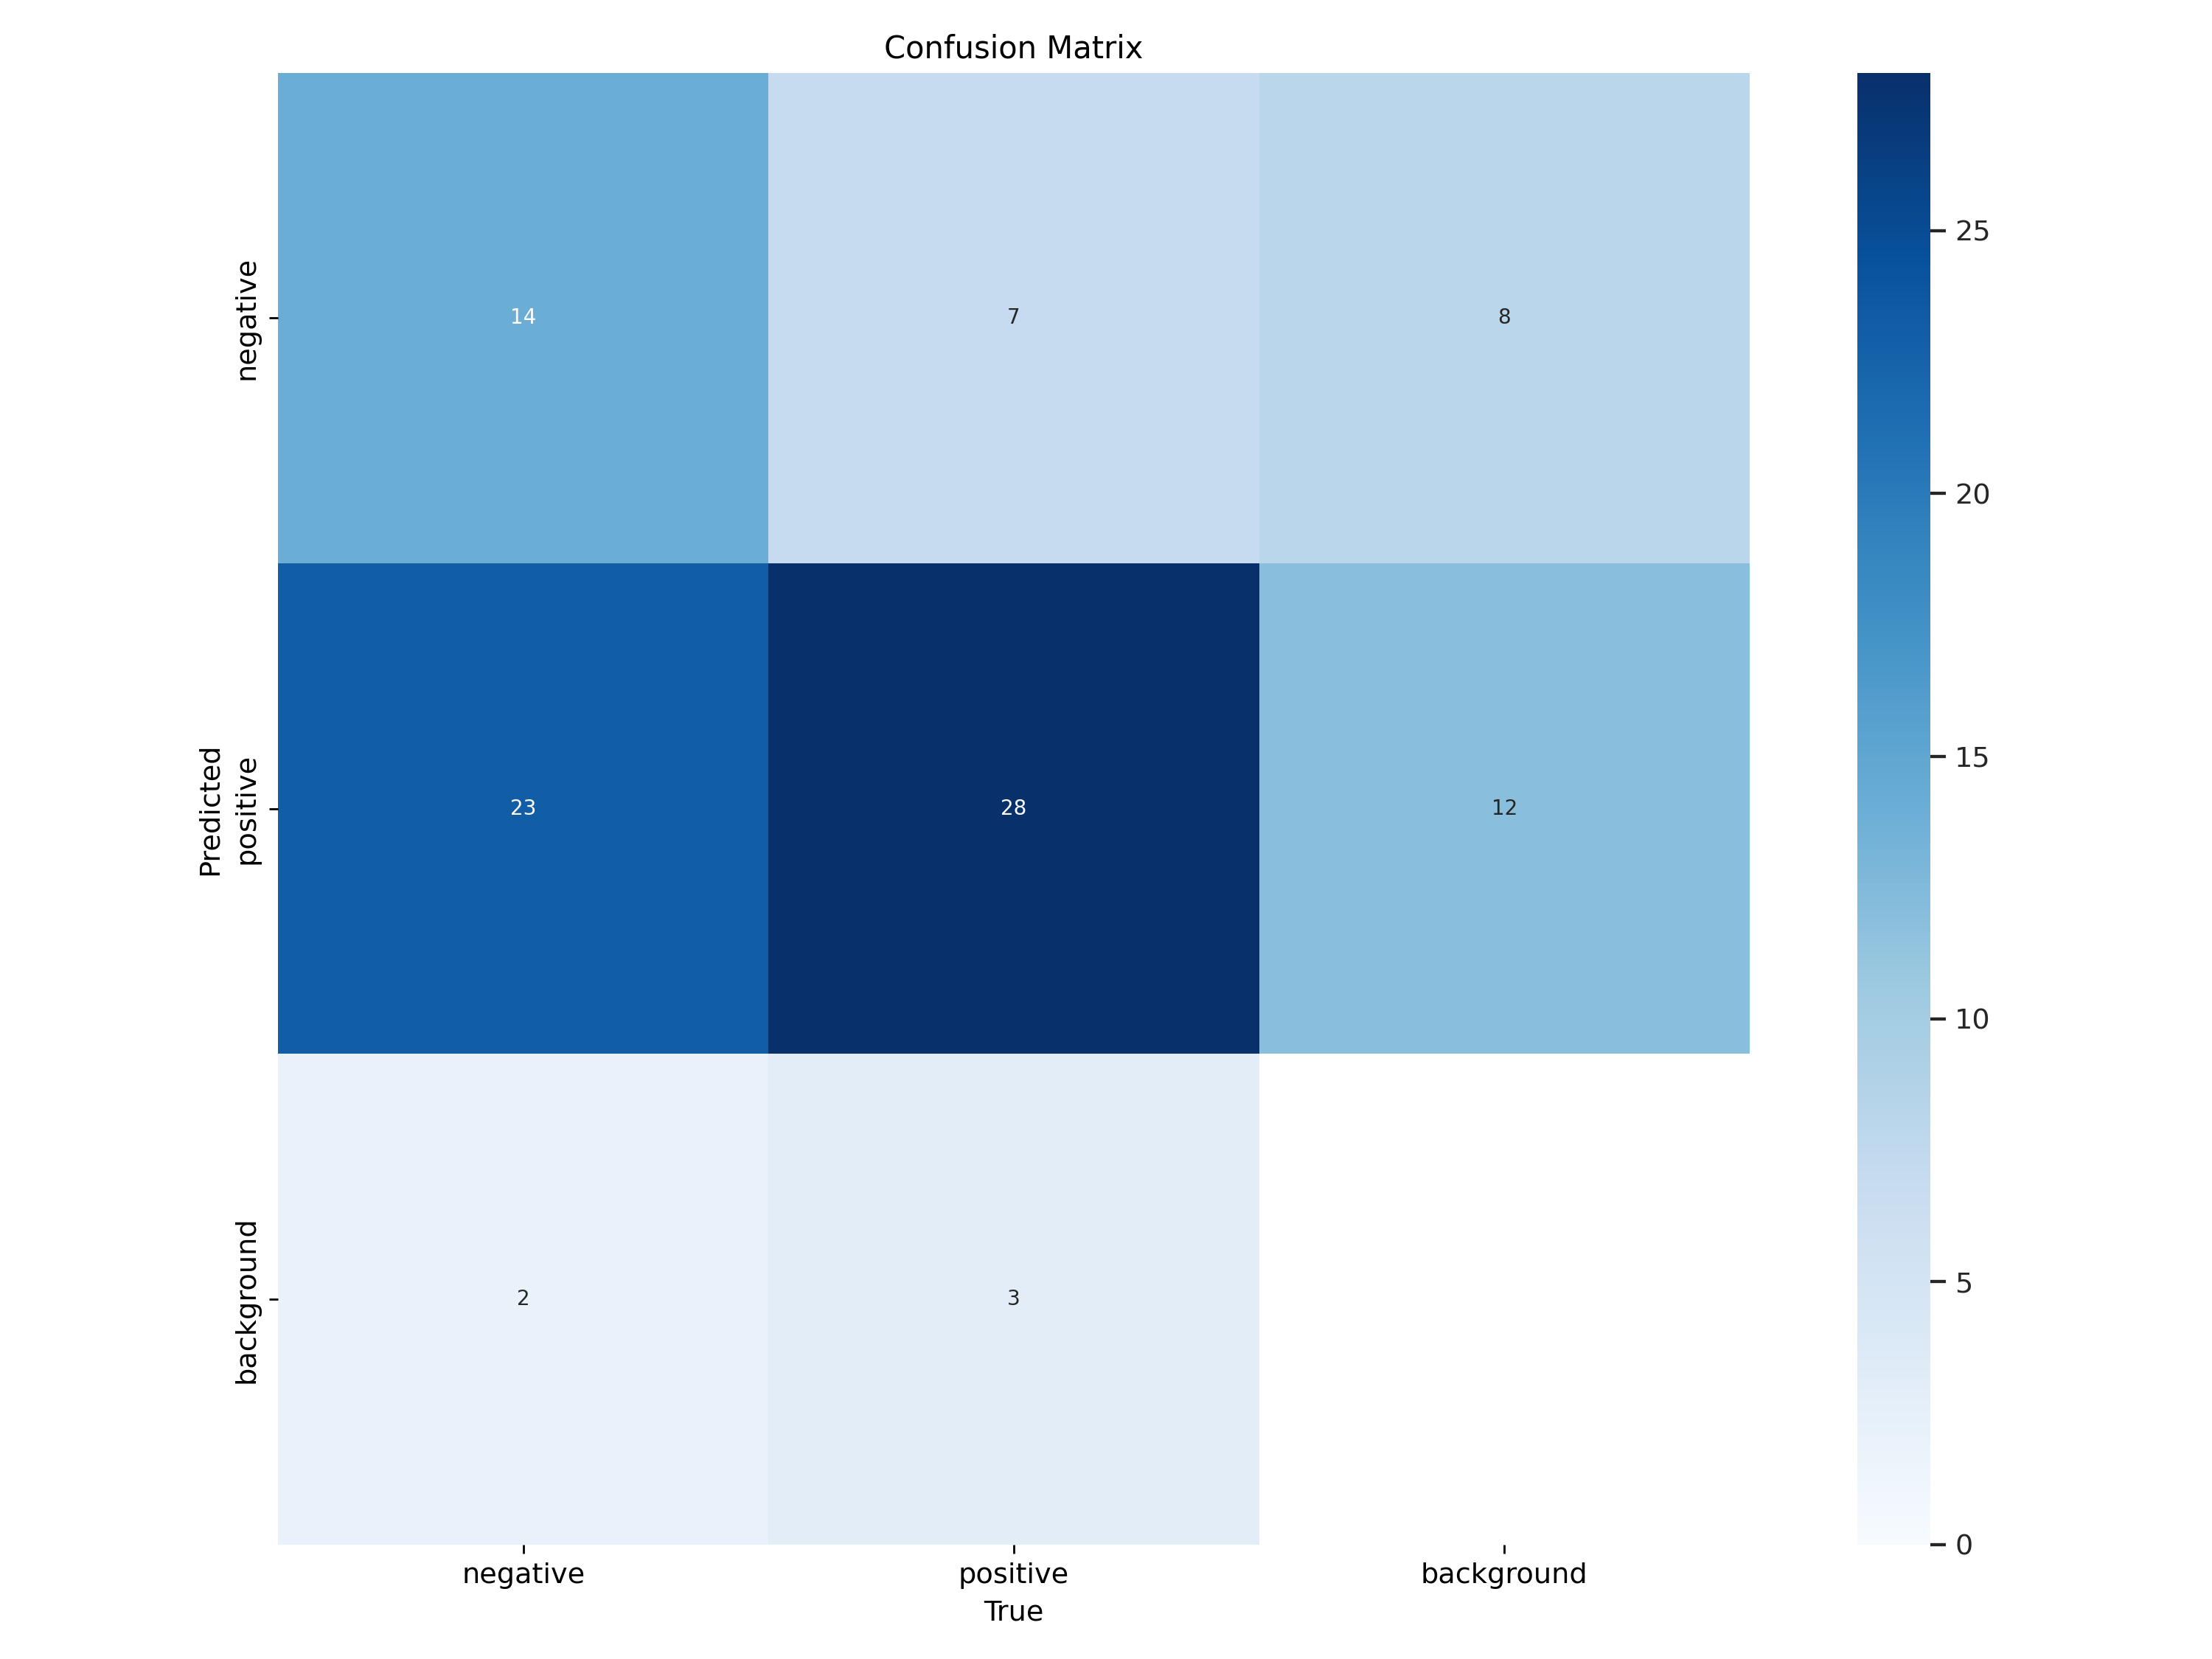 Confusion Matrix
negative
14
7
8
25
20
Predicted
positive
23
28
12
15
10
background
2
3
5
0
negative
positive
background
True